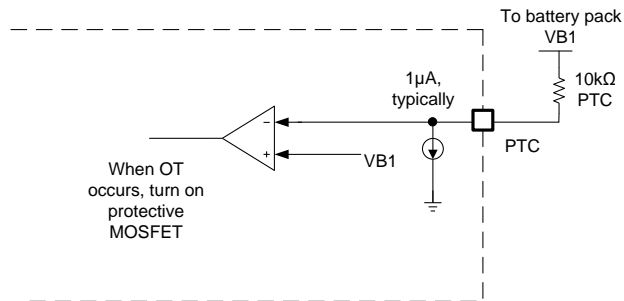 To battery pack
VB1
10kΩ
PTC
1μA,
typically
−
+
VB1
PTC
When OT
occurs, turn on
protective
MOSFET